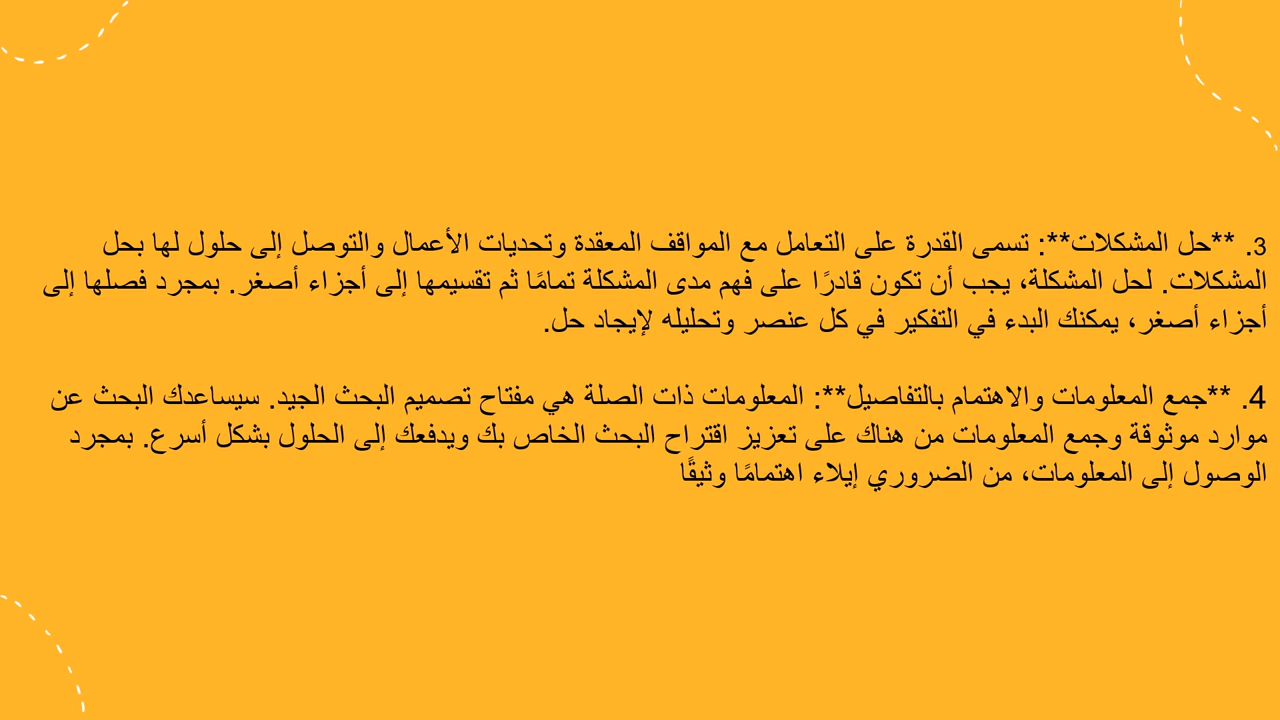 3. **حل المشكلات**: تسمى القدرة على التعامل مع المواقف المعقدة وتحديات الأعمال والتوصل إلى حلول لها بحل
المشكلات. لحل المشكلة، يجب أن تكون قادرًا على فهم مدى المشكلة تمامًا ثم تقسيمها إلى أجزاء أصغر. بمجرد فصلها إلى
أجزاء أصغر، يمكنك البدء في التفكير في كل عنصر وتحليله لإيجاد حل.
4. **جمع المعلومات والاهتمام بالتفاصيل**: المعلومات ذات الصلة هي مفتاح تصميم البحث الجيد. سيساعدك البحث عن
موارد موثوقة وجمع المعلومات من هناك على تعزيز اقتراح البحث الخاص بك ويدفعك إلى الحلول بشكل أسرع. بمجرد
الوصول إلى المعلومات، من الضروري إيلاء اهتمامًا وثيقًا